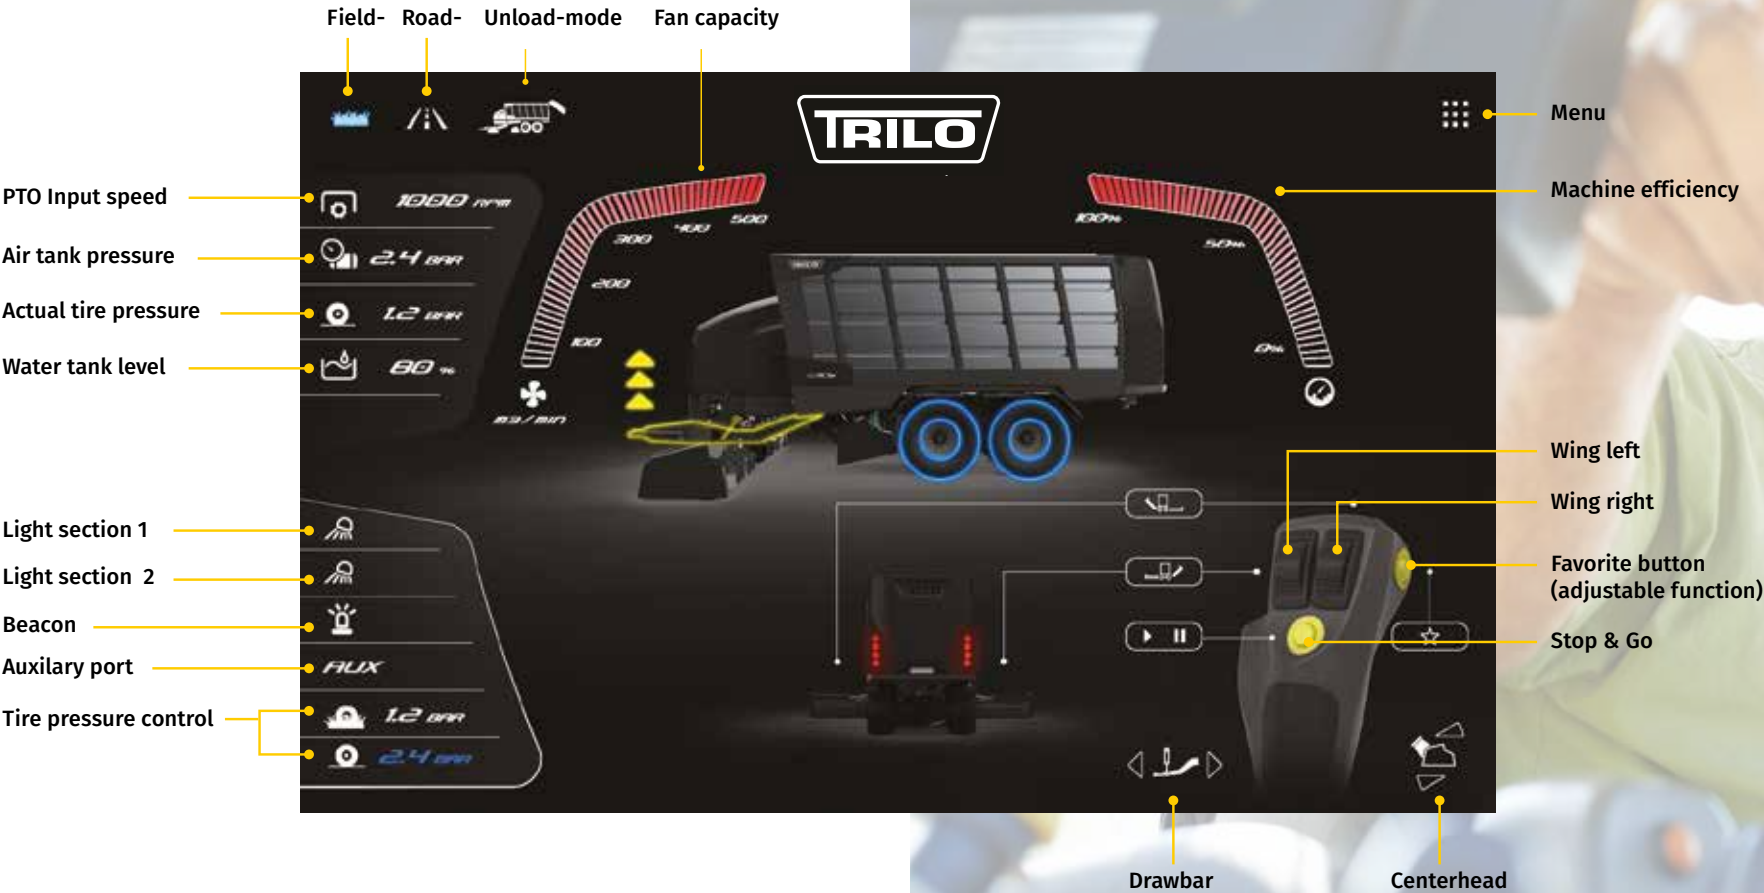 Field- Road- Unload-mode Fan capacity
TRILO
Menu
Machine efficiency
PTO Input speed
1000 RPM
Air tank pressure
2.4 BAR
Actual tire pressure
1.2 BAR
Water tank level
80 %
500
400
300
200
100
m3/min
100%
50%
0%
TRILO
Wing left
Wing right
Favorite button
(adjustable function)
Stop & Go
Light section 1
Light section 2
Beacon
Auxilary port
AUX
Tire pressure control
1.2 BAR
2.4 BAR
Drawbar
Centerhead